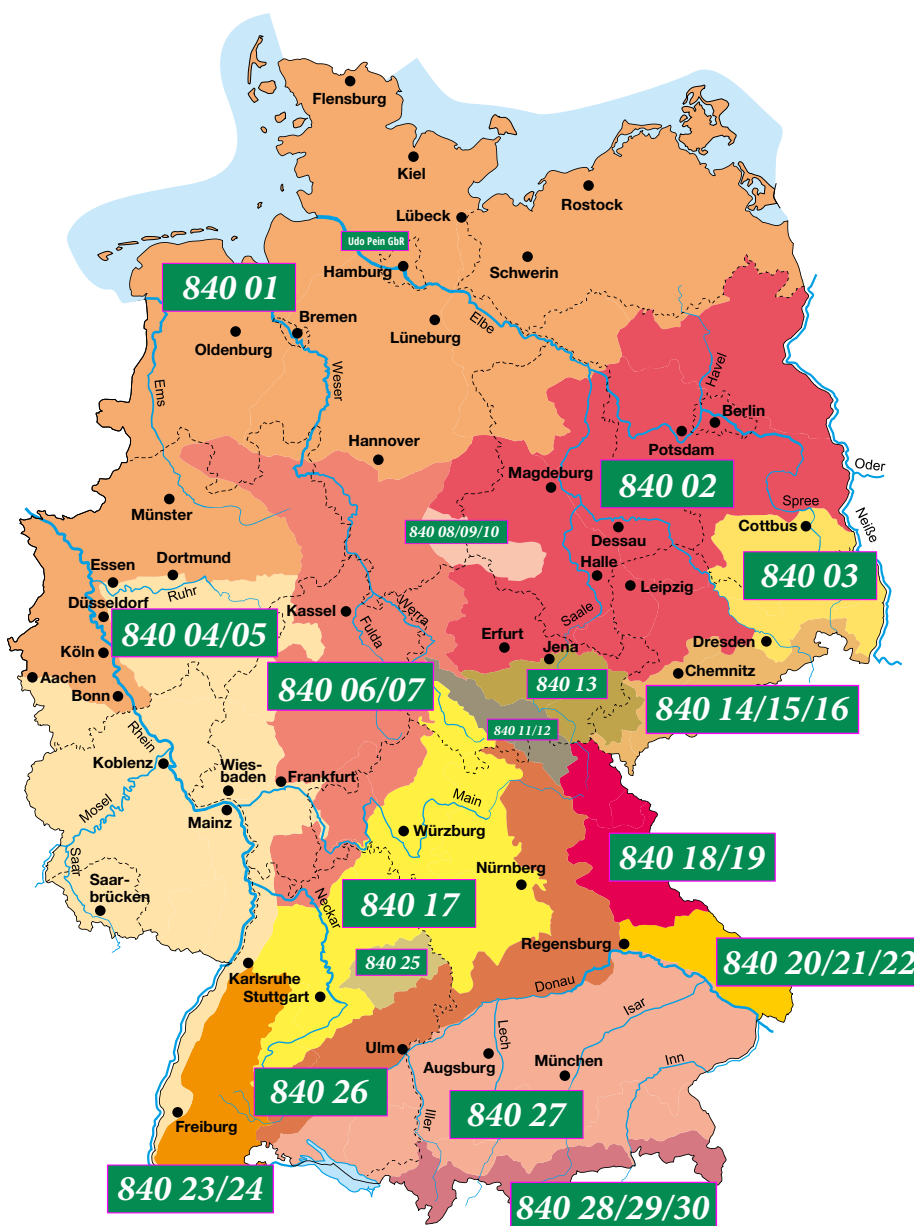 Flensburg
Kiel
Rostock
Lübeck
Udo Pein GbR
Schwerin
Hamburg
840 01
Bremen
Elbe
Lüneburg
Oldenburg
Weser
Ems
Havel
Berlin
Potsdam
Hannover
Magdeburg
840 02
Oder
Münster
Spree
Neiße
Cottbus
840 08/09/10
Dessau
Dortmund
Essen
Halle
840 03
Leipzig
Ruhr
Düsseldorf
Kassel
Werra
Saale
Fulda
840 04/05
Erfurt
Dresden
Köln
Jena
Chemnitz
Aachen
840 06/07
840 13
Bonn
840 14/15/16
840 11/12
Rhein
Koblenz
Wies-
baden
Frankfurt
Mosel
Main
Mainz
Würzburg
Saar
840 18/19
Nürnberg
Saar-
brücken
Neckar
840 17
Regensburg
840 25
840 20/21/22
Karlsruhe
Donau
Stuttgart
Isar
Lech
Ulm
Augsburg
München
Inn
840 26
840 27
Freiburg
Iller
840 23/24
840 28/29/30